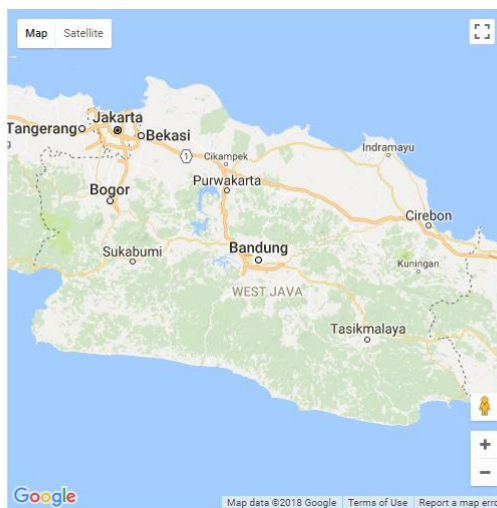 Map Satellite
Jakarta
Tangerang
Bekasi
1
Cikampek
Indramayu
Purwakarta
Bogor
Cirebon
Sukabumi
Bandung
Kuningan
WEST JAVA
Tasikmalaya
+
−
Google
Map data ©2018 Google Terms of Use Report a map erro